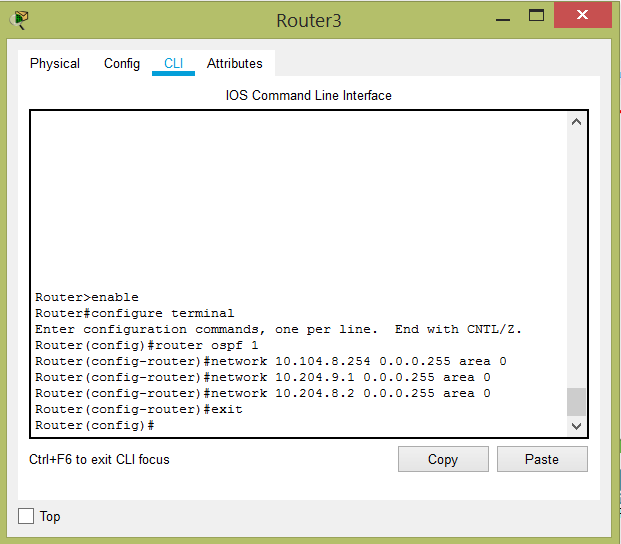 Router3
Physical Config CLI Attributes
IOS Command Line Interface
Router>enable
Router#configure terminal
Enter configuration commands, one per line.  End with CNTL/Z.
Router(config)#router ospf 1
Router(config-router)#network 10.104.8.254 0.0.0.255 area 0
Router(config-router)#network 10.204.9.1 0.0.0.255 area 0
Router(config-router)#network 10.204.8.2 0.0.0.255 area 0
Router(config-router)#exit
Router(config)#
Ctrl+F6 to exit CLI focus
Copy
Paste
Top